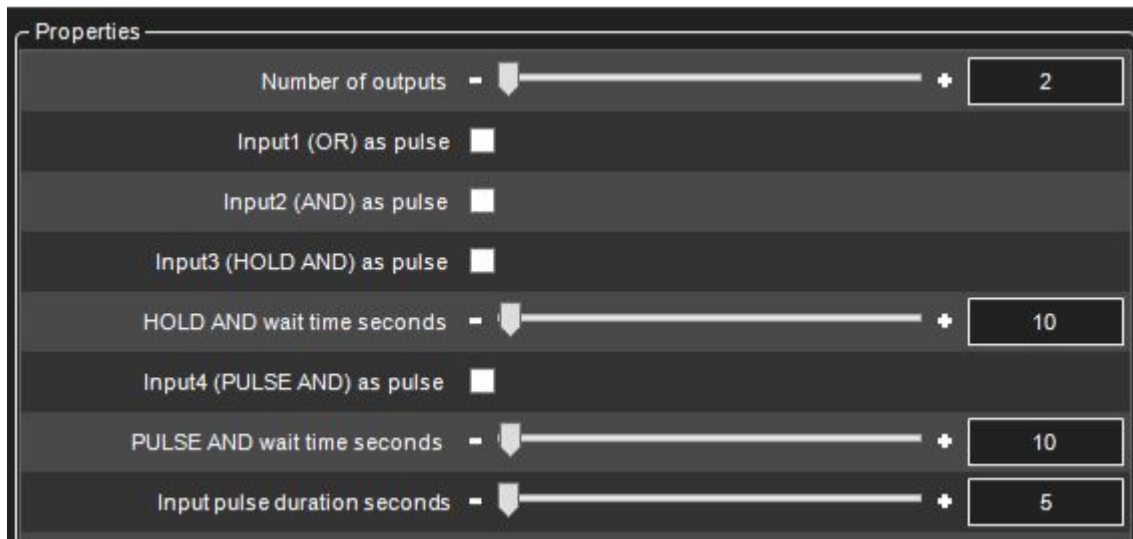 Properties
Number of outputs - + 2
Input1 (OR) as pulse
Input2 (AND) as pulse
Input3 (HOLD AND) as pulse
HOLD AND wait time seconds - + 10
Input4 (PULSE AND) as pulse
PULSE AND wait time seconds - + 10
Input pulse duration seconds - + 5